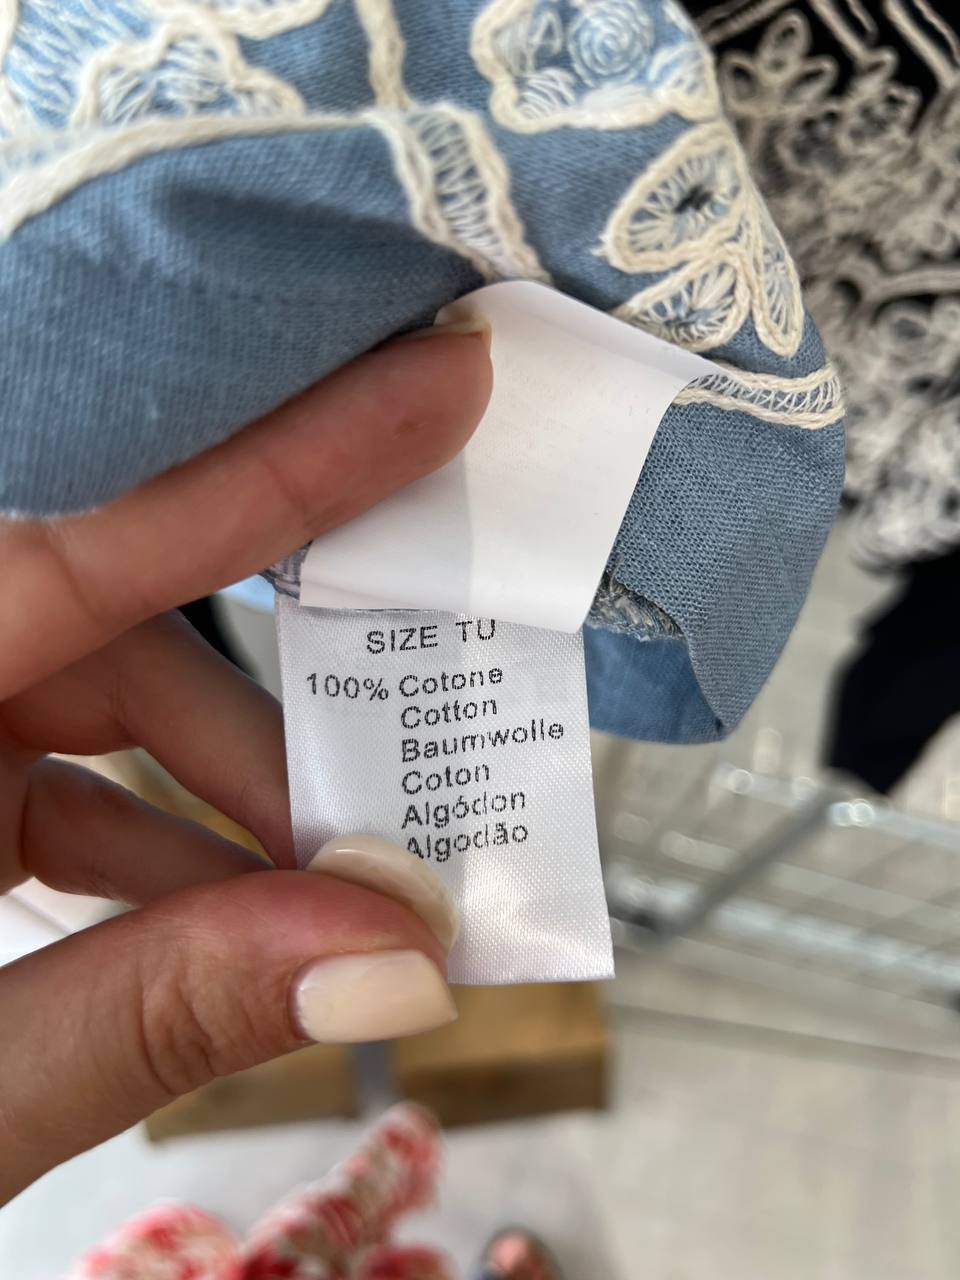 SIZE TU
100% Cotone
Cotton
Baumwolle
Coton
Algódon
Algodão